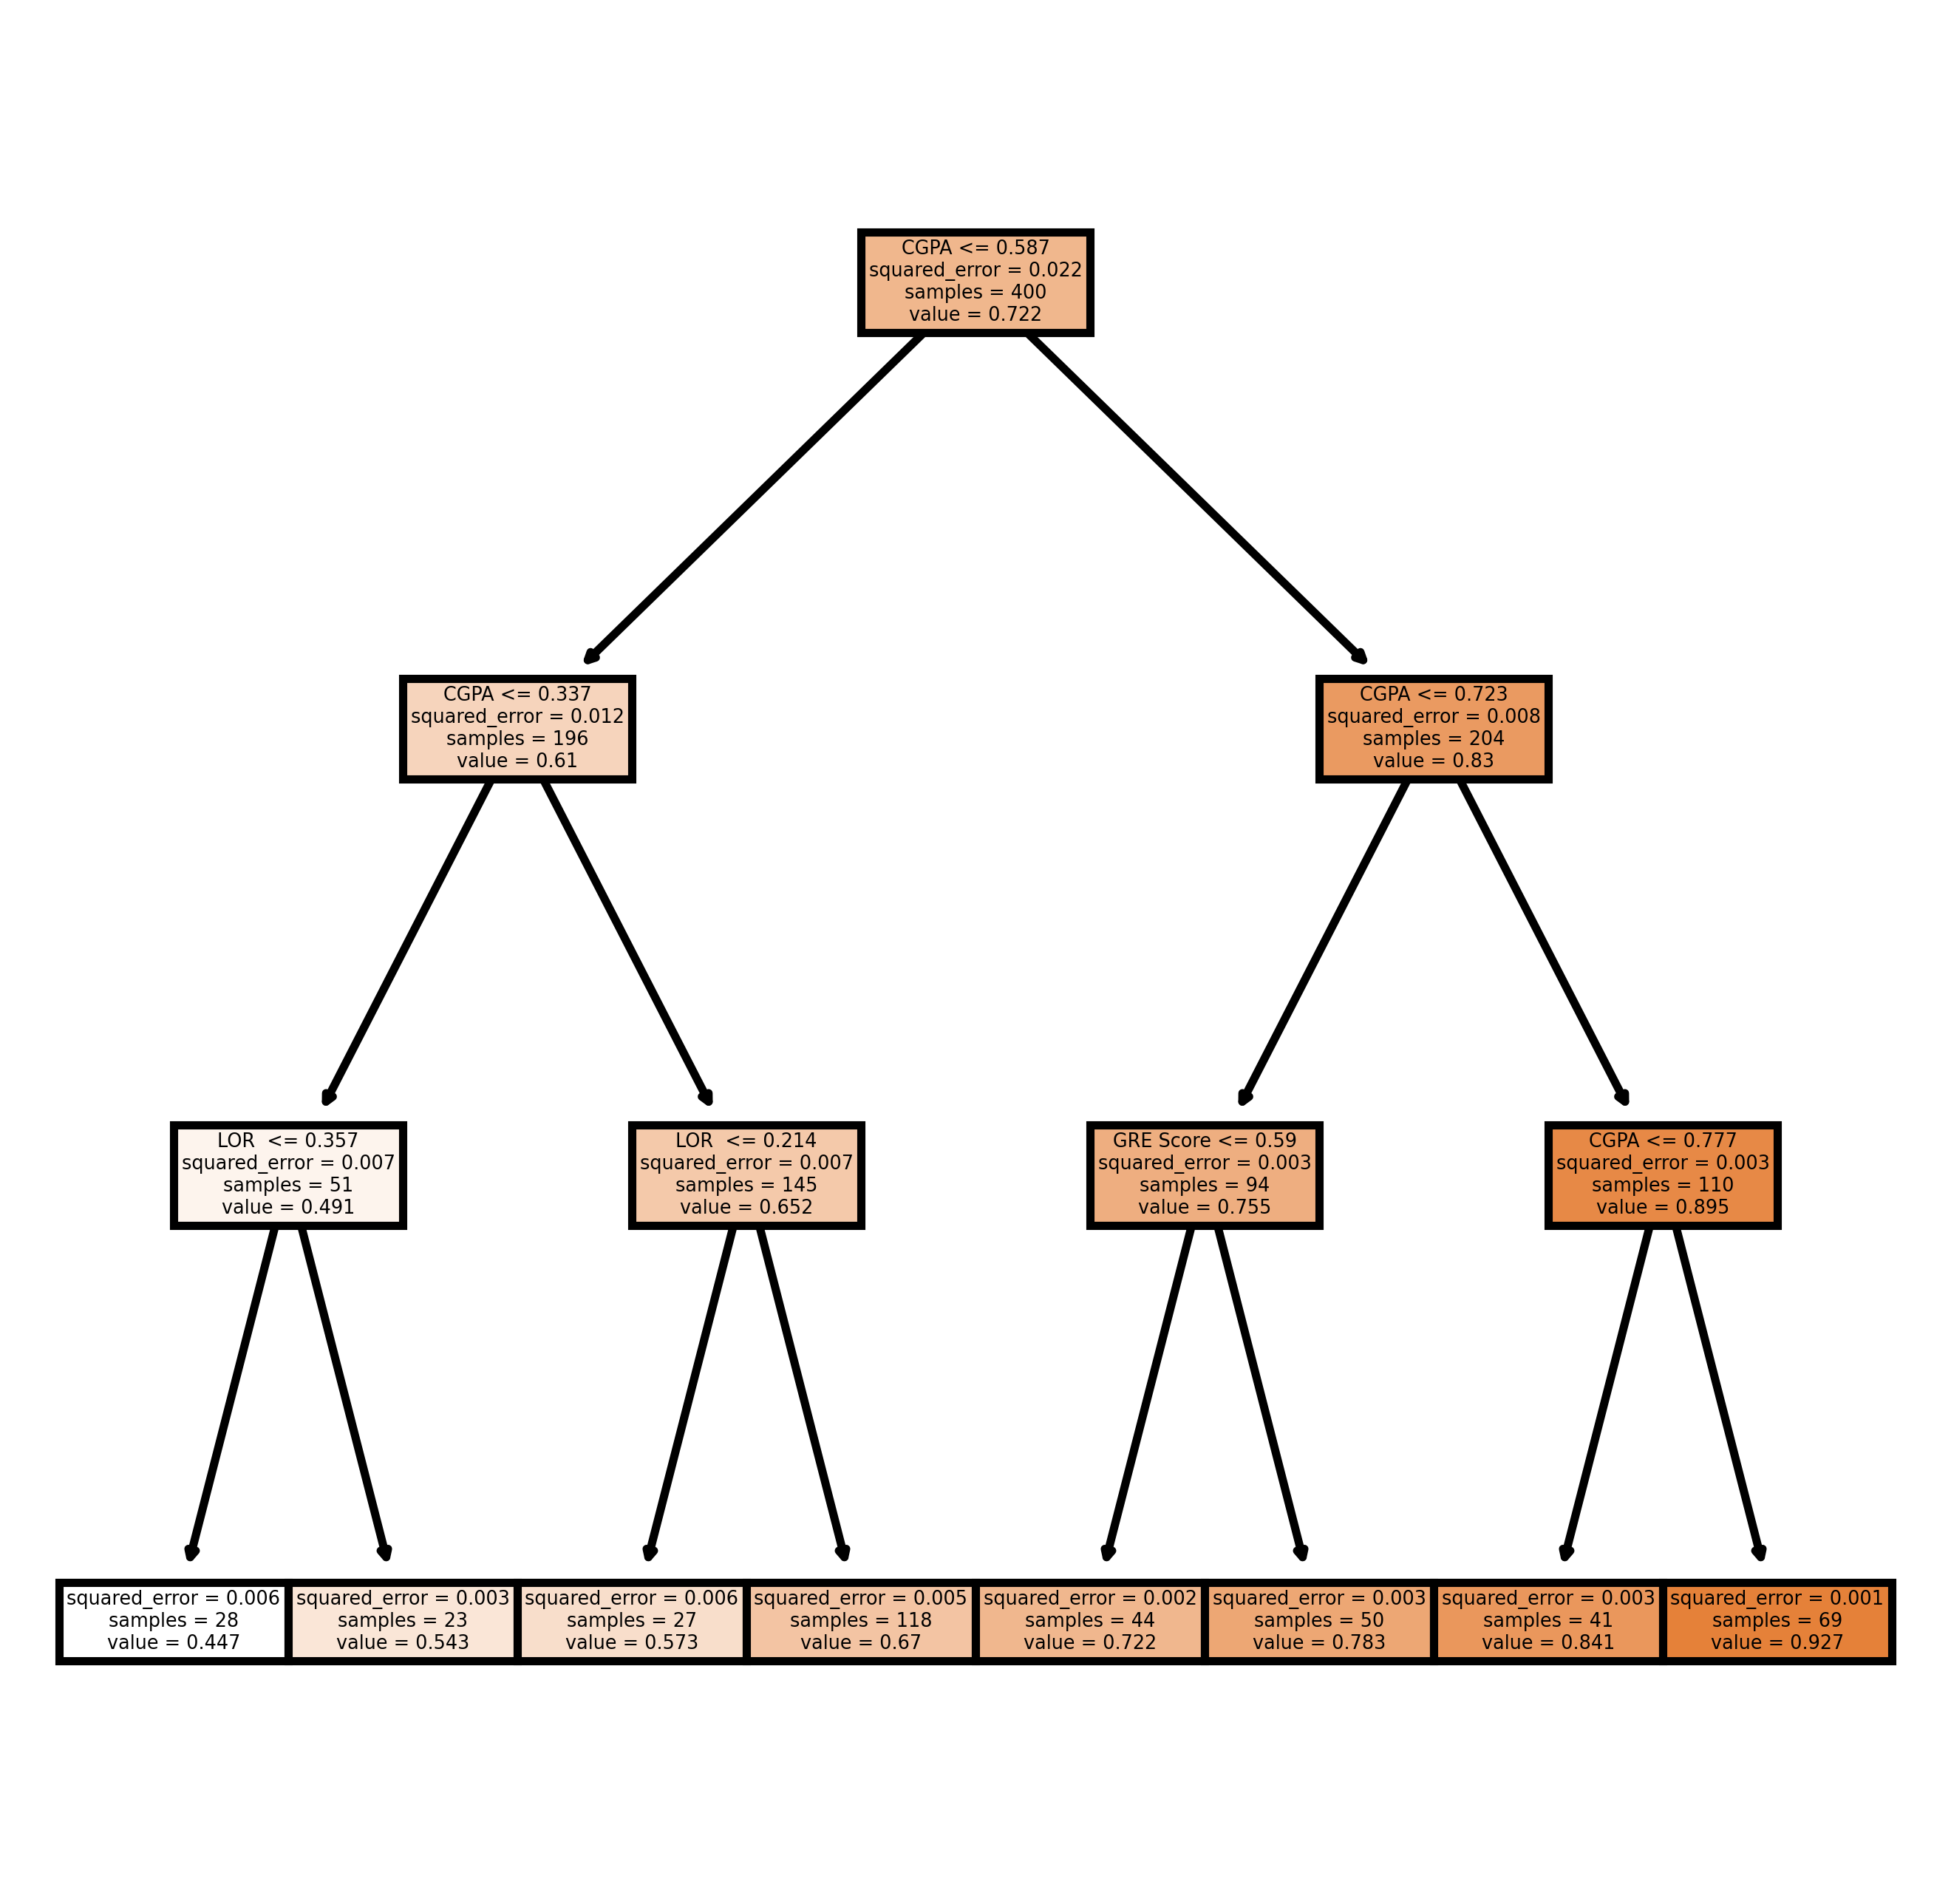 CGPA <= 0.587
squared_error = 0.022
samples = 400
value = 0.722
CGPA <= 0.337
squared_error = 0.012
samples = 196
value = 0.61
CGPA <= 0.723
squared_error = 0.008
samples = 204
value = 0.83
LOR  <= 0.357
squared_error = 0.007
samples = 51
value = 0.491
LOR  <= 0.214
squared_error = 0.007
samples = 145
value = 0.652
GRE Score <= 0.59
squared_error = 0.003
samples = 94
value = 0.755
CGPA <= 0.777
squared_error = 0.003
samples = 110
value = 0.895
squared_error = 0.006
samples = 28
value = 0.447
squared_error = 0.003
samples = 23
value = 0.543
squared_error = 0.006
samples = 27
value = 0.573
squared_error = 0.005
samples = 118
value = 0.67
squared_error = 0.002
samples = 44
value = 0.722
squared_error = 0.003
samples = 50
value = 0.783
squared_error = 0.003
samples = 41
value = 0.841
squared_error = 0.001
samples = 69
value = 0.927